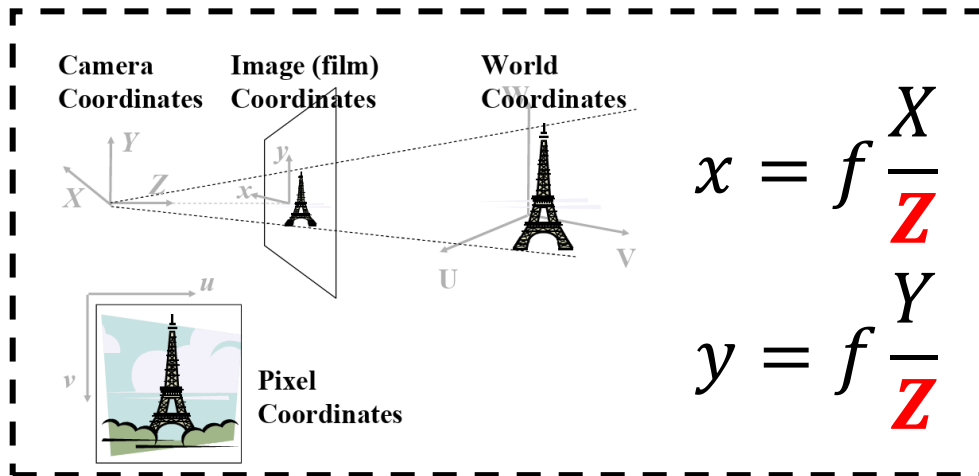 Camera
Coordinates
Image (film)
Coordinates
World
Coordinates
W
Y
X
Z
y
x
U
V
x = f X/Z
u
v
Pixel
Coordinates
y = f Y/Z